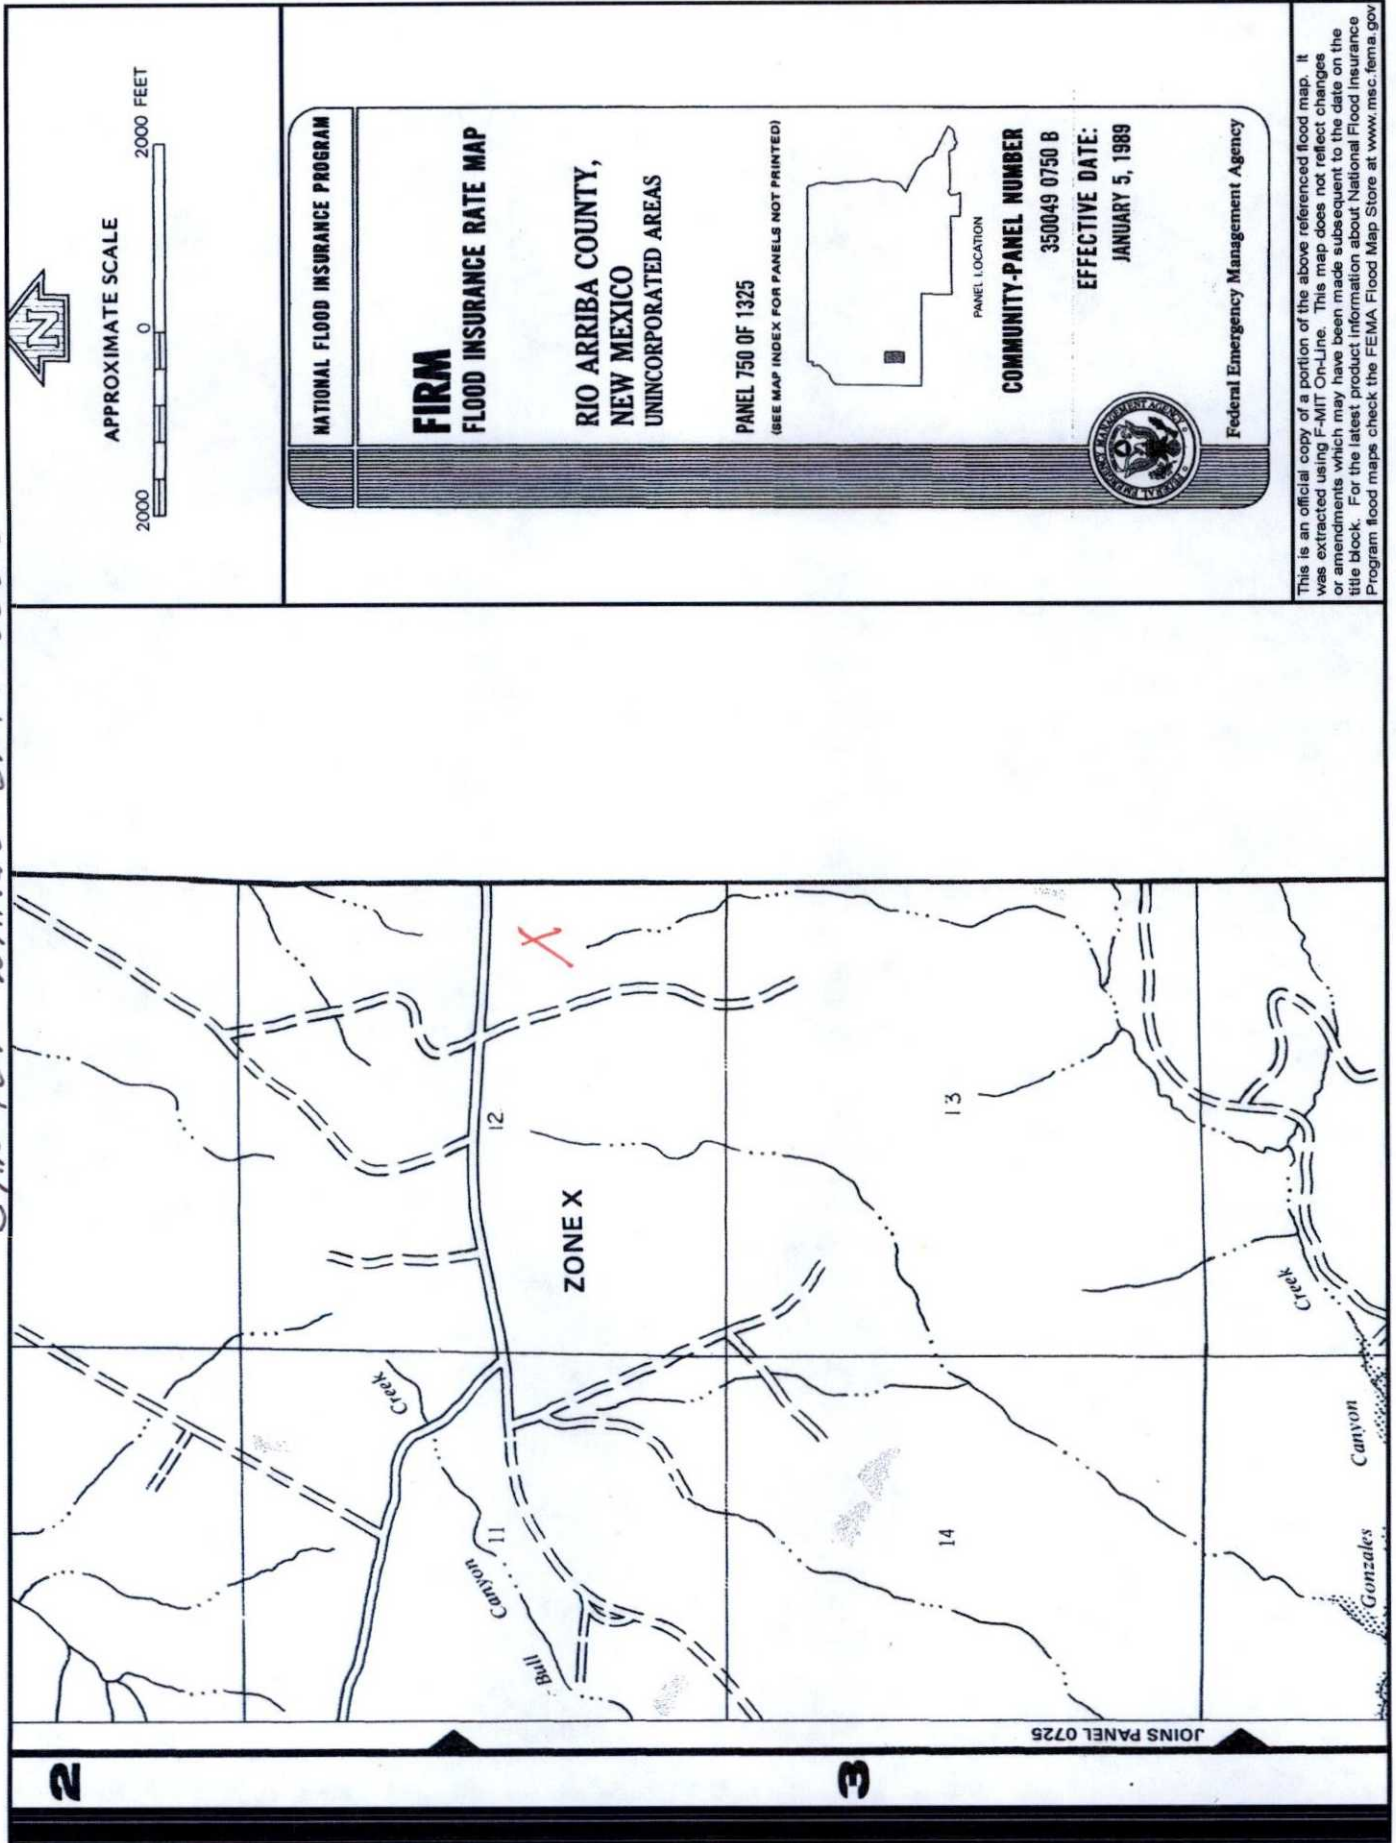 N
APPROXIMATE SCALE
2000 0 2000 FEET
NATIONAL FLOOD INSURANCE PROGRAM
FIRM
FLOOD INSURANCE RATE MAP
RIO ARRIBA COUNTY,
NEW MEXICO
UNINCORPORATED AREAS
PANEL 750 OF 1325
(SEE MAP INDEX FOR PANELS NOT PRINTED)
PANEL LOCATION
COMMUNITY-PANEL NUMBER
350049 0750 B
EFFECTIVE DATE:
JANUARY 5, 1989
FEDERAL EMERGENCY MANAGEMENT AGENCY
Federal Emergency Management Agency
This is an official copy of a portion of the above referenced flood map. It
was extracted using F-MIT On-Line. This map does not reflect changes
or amendments which may have been made subsequent to the date on the
title block. For the latest product information about National Flood Insurance
Program flood maps check the FEMA Flood Map Store at www.msc.fema.gov
2
3
JOINS PANEL 0725
Bull
Canyon
Creek
11
12
X
ZONE X
13
14
Gonzales
Canyon
Creek